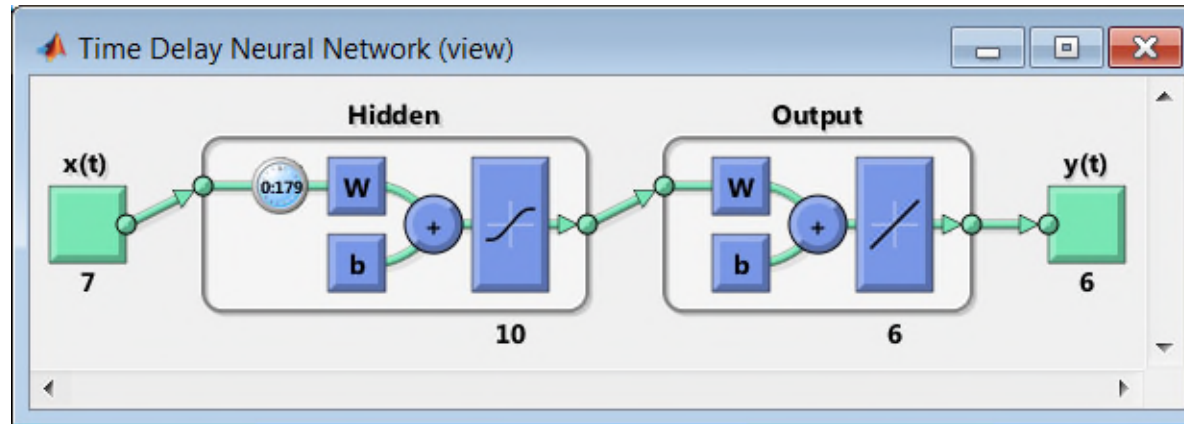 Time Delay Neural Network (view)
Hidden
Output
x(t)
y(t)
0:179
W
W
+
+
b
b
7
6
10
6